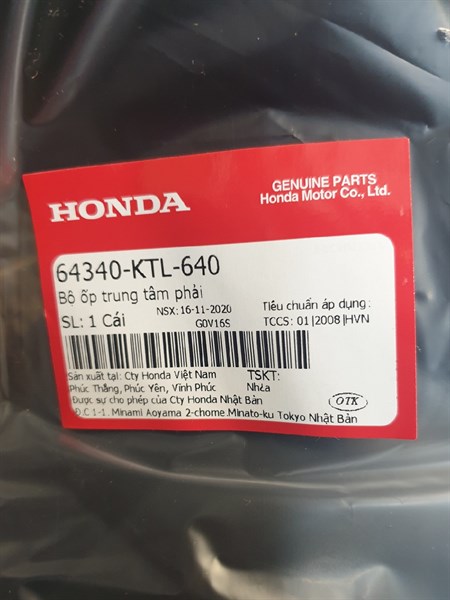 HONDA
GENUINE PARTS
Honda Motor Co., Ltd.
64340-KTL-640
Bộ ốp trung tâm phải
NSX: 16-11-2020
Tiêu chuẩn áp dụng :
SL: 1 Cái
G0V16S
TCCS: 01|2008|HVN
Sản xuất tại: Cty Honda Việt Nam
TSKT:
Phúc Thắng, Phúc Yên, Vĩnh Phúc
Nhựa
Được sự cho phép của Cty Honda Nhật Bản
Đ.C 1-1. Minami Aoyama 2-chome.Minato-ku Tokyo Nhật Bản
OTK